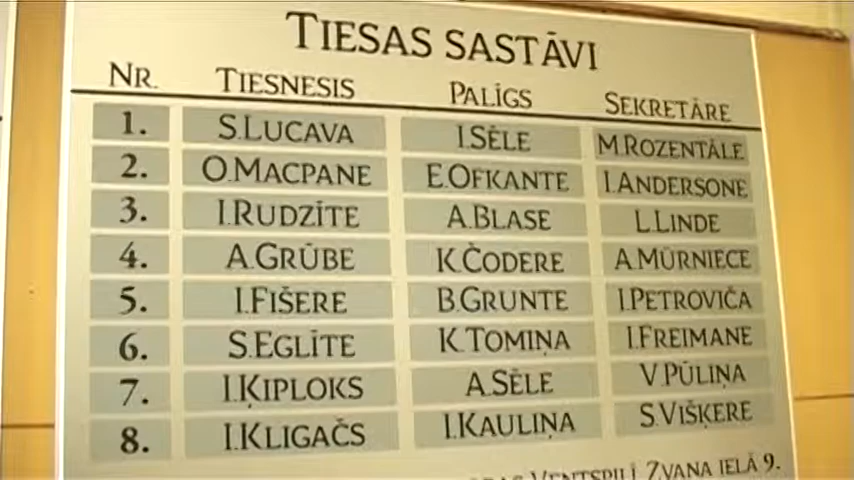 TIESAS SASTĀVI
NR. TIESNESIS PALĪGS SEKRETĀRE
1. S.LUCAVA I.SĒLE M.ROZENTĀLE
2. O.MACPANE E.OFKANTE I.ANDERSONE
3. I.RUDZĪTE A.BLASE L.LINDE
4. A.GRŪBE K.ČODERE A.MŪRNIECE
5. I.FIŠERE B.GRUNTE I.PETROVIČA
6. S.EGLĪTE K.TOMIŅA I.FREIMANE
7. I.ĶIPLOKS A.SĒLE V.PŪLIŅA
8. I.KLIGAČS I.KAULIŅA S.VIŠĶERE
VENTSPILĪ ZVANA IELĀ 9.